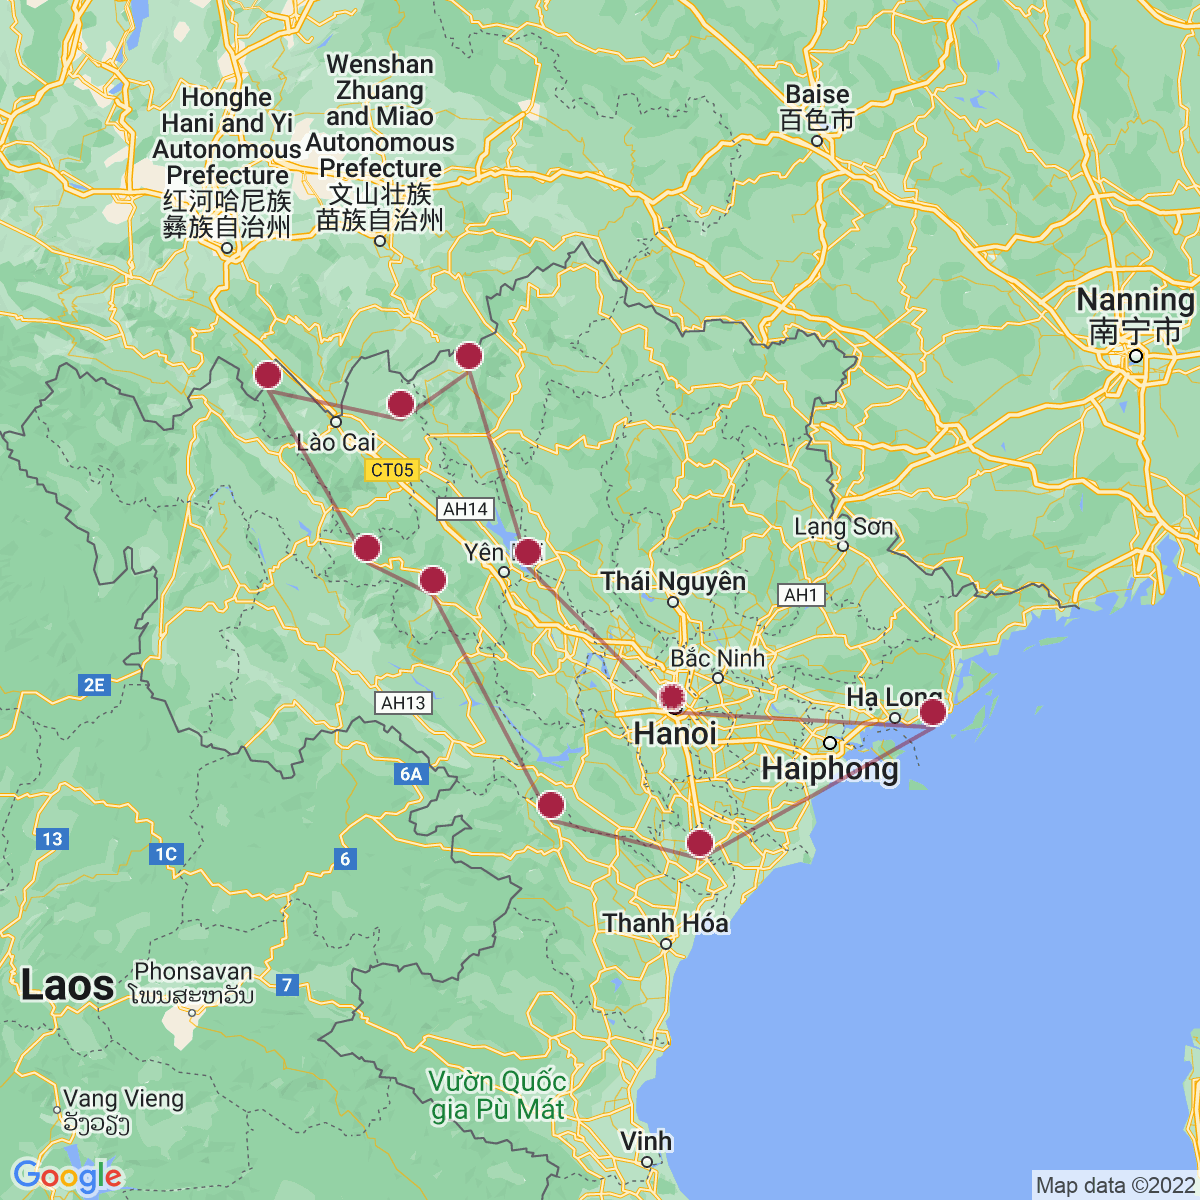 Wenshan
Zhuang
and Miao
Autonomous
Prefecture
文山壮族
苗族自治州
Honghe
Hani and Yi
Autonomous
Prefecture
红河哈尼族
彝族自治州
Baise
百色市
Nanning
南宁市
Lào Cai
CT05
AH14
Lạng Sơn
Yên
Thái Nguyên
AH1
Bắc Ninh
2E
AH13
Hạ Long
Hanoi
Haiphong
6A
13
1C
6
Thanh Hóa
Laos
Phonsavan
ໂພນສະຫວັນ
7
Vườn Quốc
gia Pù Mát
Vang Vieng
ວັງວຽງ
Vinh
Google
Map data ©2022